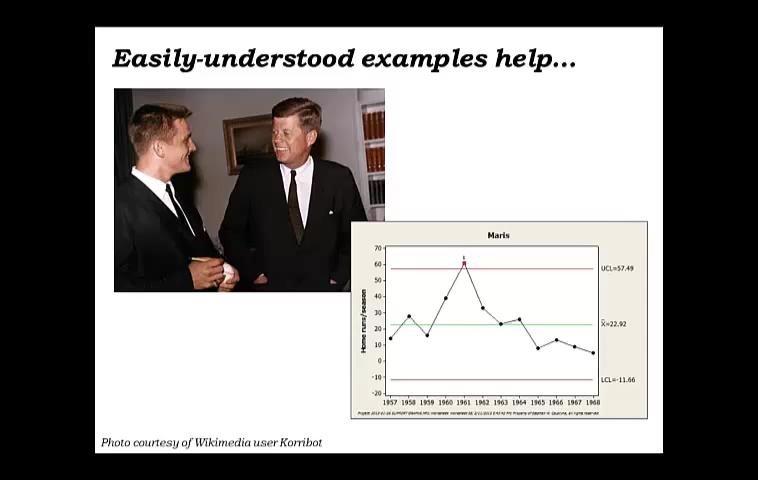 Easily-understood examples help...
Maris
70
60
50
40
30
20
10
0
-10
-20
Home runs/season
1
UCL=57.49
X̄=22.92
LCL=-11.66
1957 1958 1959 1960 1961 1962 1963 1964 1965 1966 1967 1968
Photo courtesy of Wikimedia user Korribot